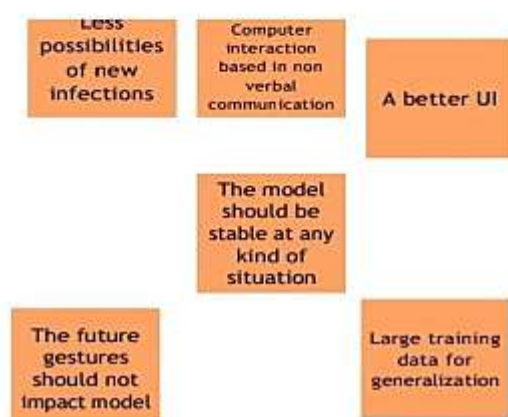 Less
possibilities
of new
infections
Computer
interaction
based in non
verbal
communication
A better UI
The model
should be
stable at any
kind of
situation
The future
gestures
should not
impact model
Large training
data for
generalization